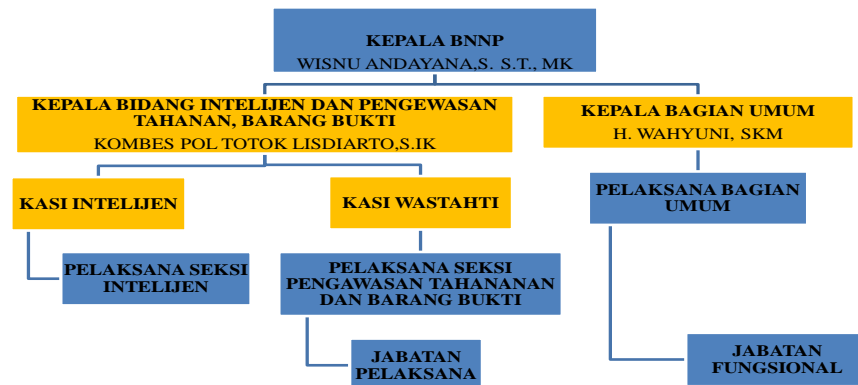 KEPALA BNNP
WISNU ANDAYANA,S. S.T., MK
KEPALA BIDANG INTELIJEN DAN PENGEWASAN
TAHANAN, BARANG BUKTI
KOMBES POL TOTOK LISDIARTO,S.IK
KEPALA BAGIAN UMUM
H. WAHYUNI, SKM
KASI INTELIJEN
KASI WASTAHTI
PELAKSANA BAGIAN
UMUM
PELAKSANA SEKSI
INTELIJEN
PELAKSANA SEKSI
PENGAWASAN TAHANANAN
DAN BARANG BUKTI
JABATAN
PELAKSANA
JABATAN
FUNGSIONAL